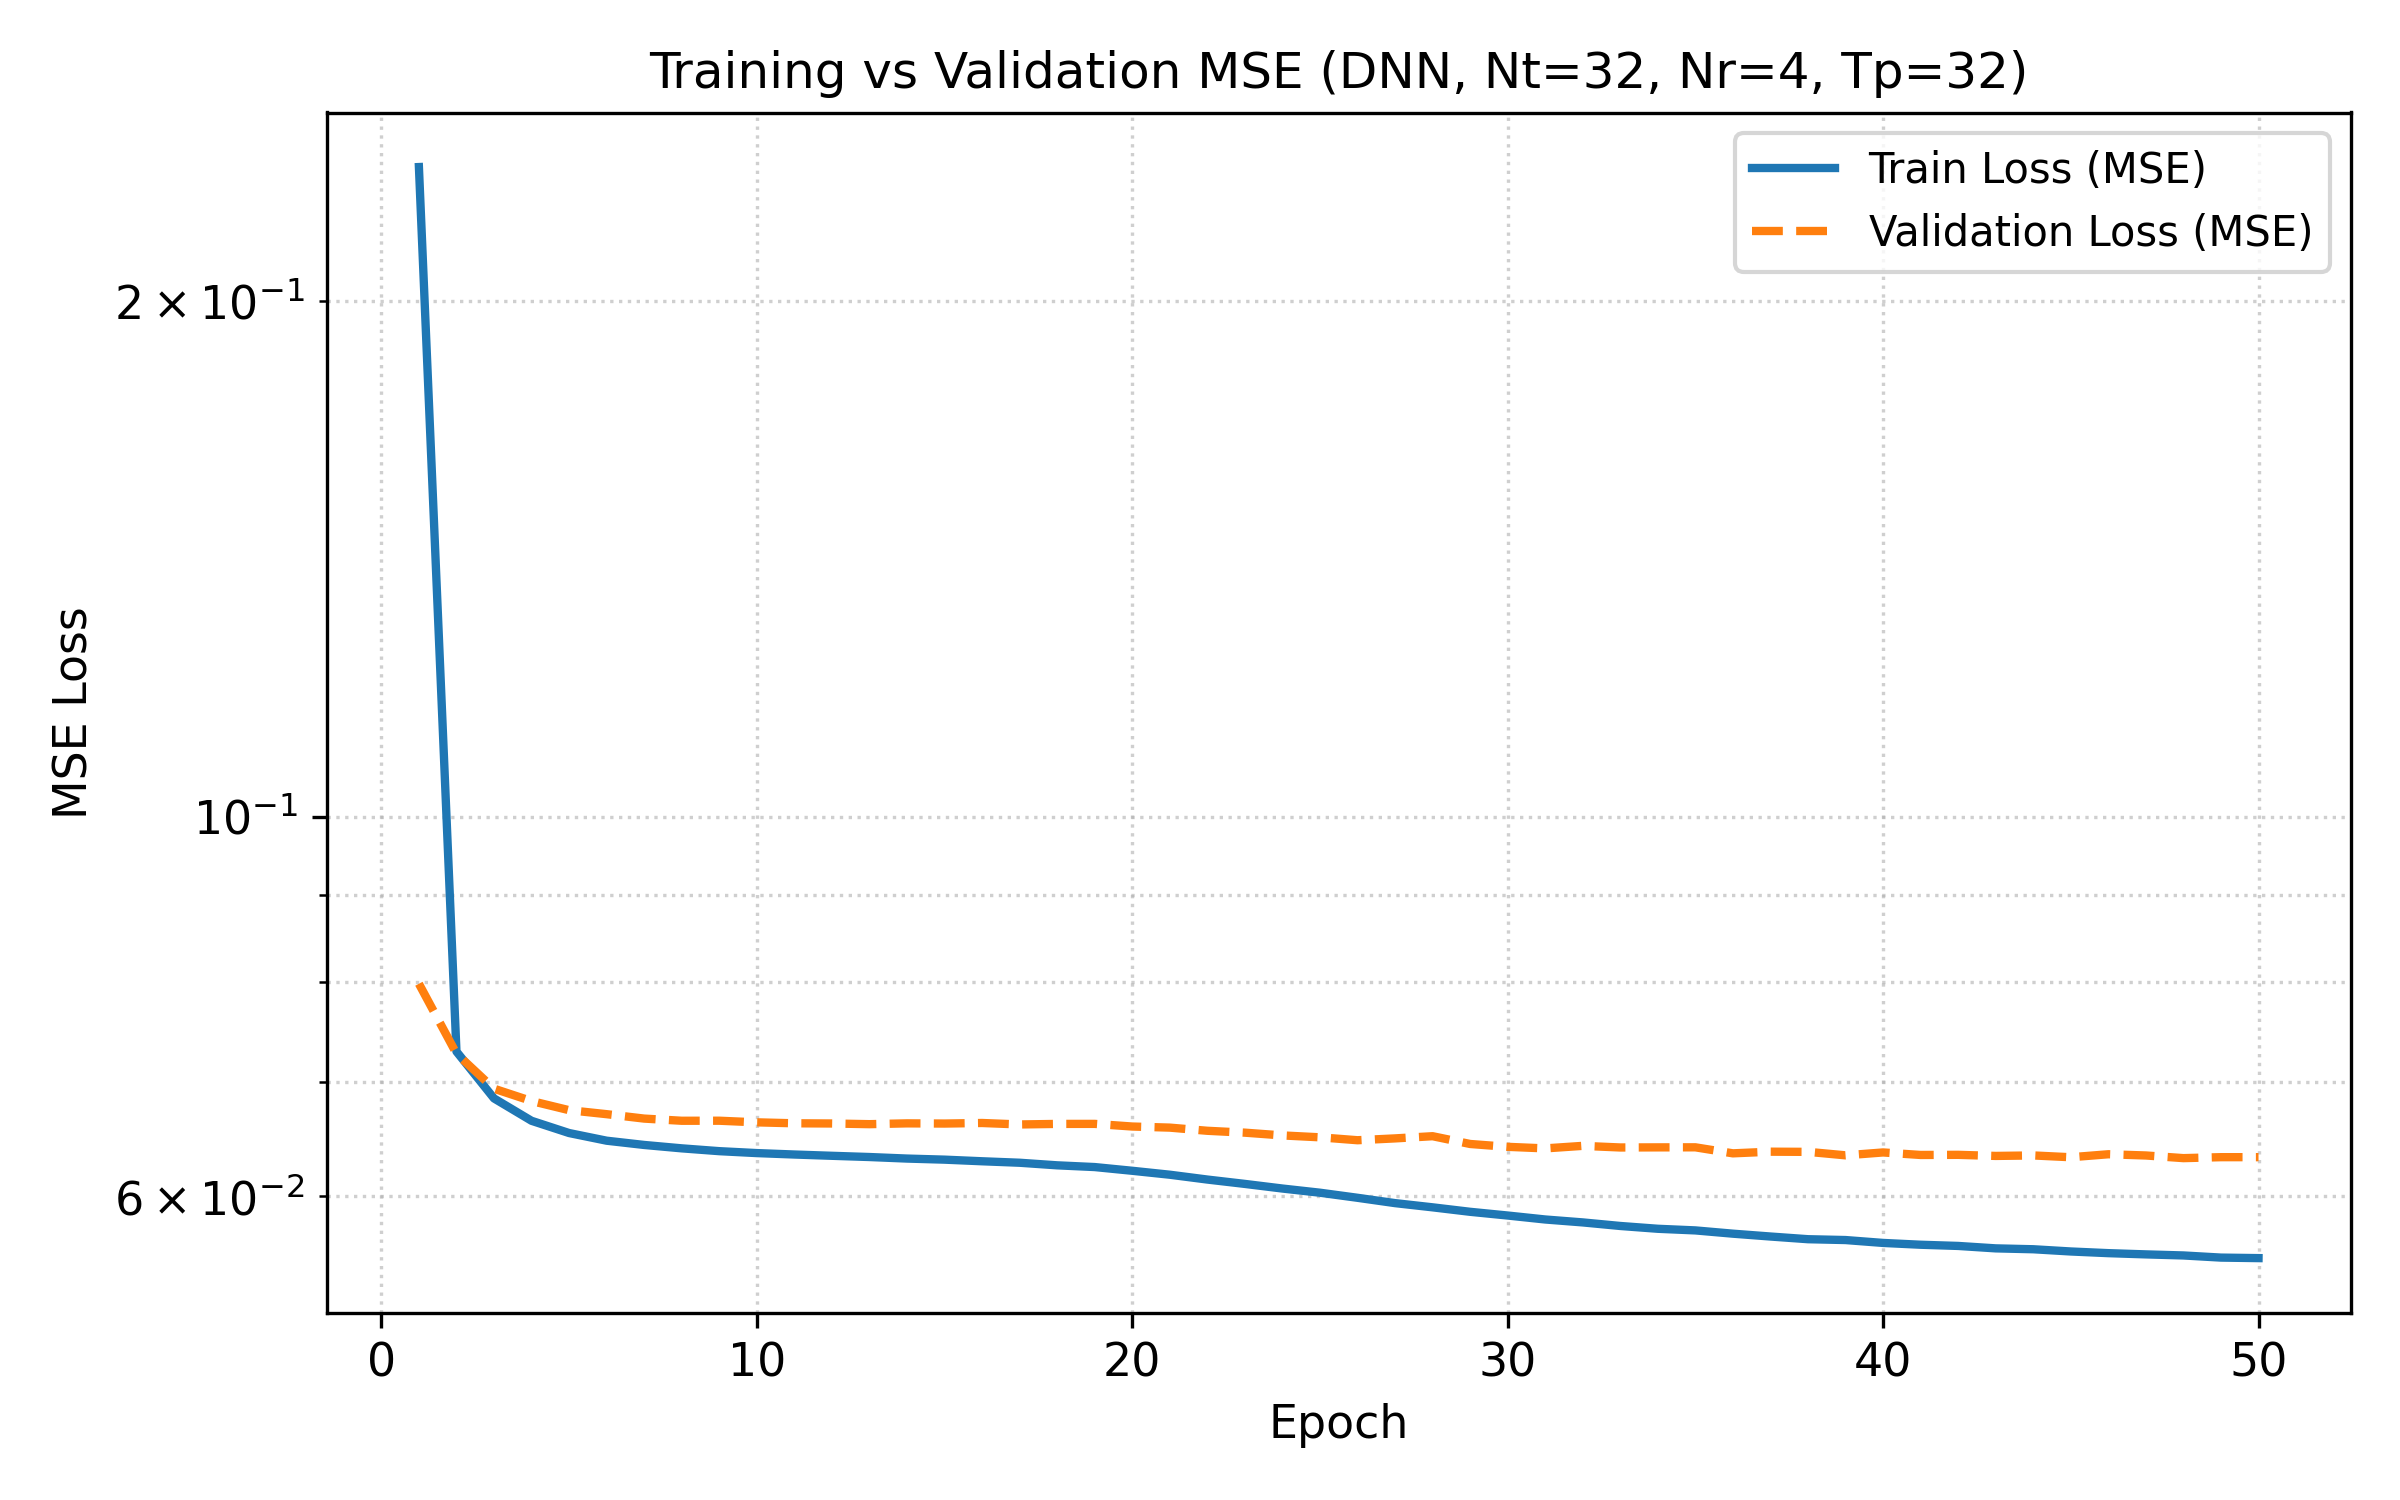 Training vs Validation MSE (DNN, Nt=32, Nr=4, Tp=32)
Train Loss (MSE)
Validation Loss (MSE)
2 × 10⁻¹
10⁻¹
6 × 10⁻²
MSE Loss
0 10 20 30 40 50
Epoch